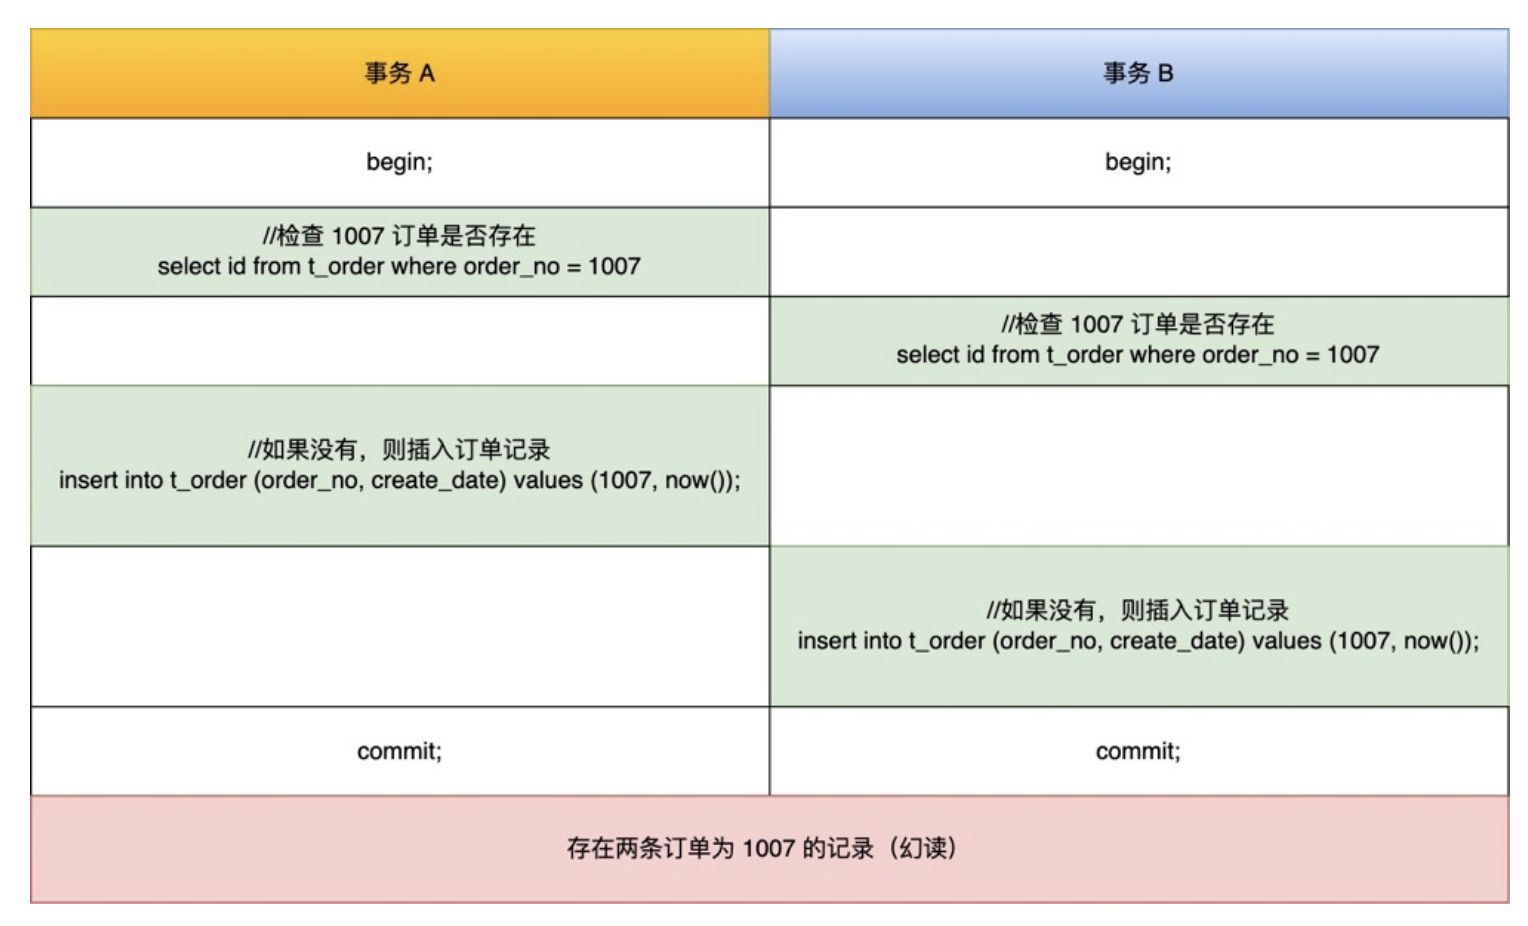 事务 A
事务 B
begin;
begin;
//检查 1007 订单是否存在
select id from t_order where order_no = 1007
//检查 1007 订单是否存在
select id from t_order where order_no = 1007
//如果没有，则插入订单记录
insert into t_order (order_no, create_date) values (1007, now());
//如果没有，则插入订单记录
insert into t_order (order_no, create_date) values (1007, now());
commit;
commit;
存在两条订单为 1007 的记录（幻读）